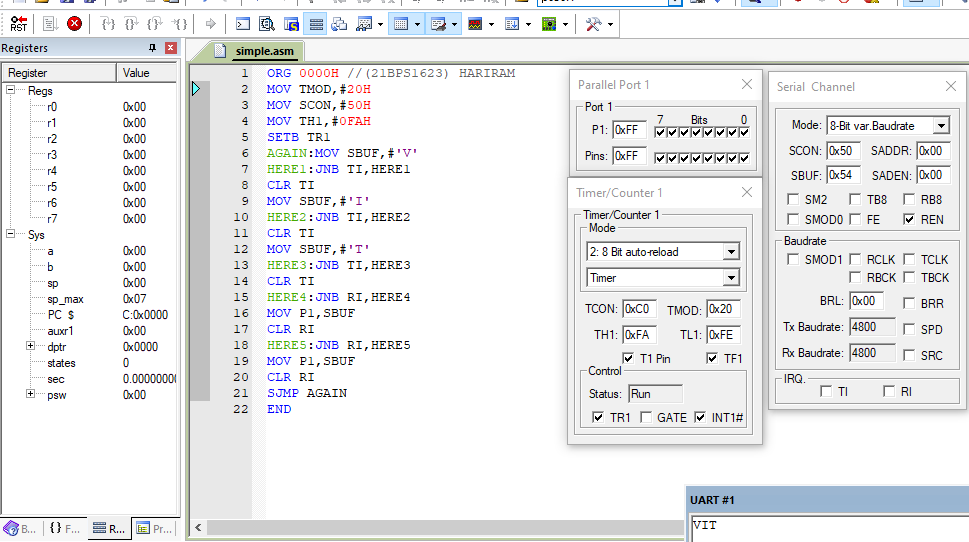 RST
Registers
Register Value
Regs
r0 0x00
r1 0x00
r2 0x00
r3 0x00
r4 0x00
r5 0x00
r6 0x00
r7 0x00
Sys
a 0x00
b 0x00
sp 0x00
sp_max 0x07
PC $ C:0x0000
auxr1 0x00
dptr 0x0000
states 0
sec 0.00000000
psw 0x00
B... {} F... R... Pr...
simple.asm
1 ORG 0000H //(21BPS1623) HARIRAM
2 MOV TMOD,#20H
3 MOV SCON,#50H
4 MOV TH1,#0FAH
5 SETB TR1
6 AGAIN:MOV SBUF,#'V'
7 HERE1:JNB TI,HERE1
8 CLR TI
9 MOV SBUF,#'I'
10 HERE2:JNB TI,HERE2
11 CLR TI
12 MOV SBUF,#'T'
13 HERE3:JNB TI,HERE3
14 CLR TI
15 HERE4:JNB RI,HERE4
16 MOV P1,SBUF
17 CLR RI
18 HERE5:JNB RI,HERE5
19 MOV P1,SBUF
20 CLR RI
21 SJMP AGAIN
22 END
Parallel Port 1
Port 1
7 Bits 0
P1: 0xFF
Pins: 0xFF
Timer/Counter 1
Timer/Counter 1
Mode
2: 8 Bit auto-reload
Timer
TCON: 0xC0 TMOD: 0x20
TH1: 0xFA TL1: 0xFE
T1 Pin TF1
Control
Status: Run
TR1 GATE INT1#
Serial Channel
Mode: 8-Bit var.Baudrate
SCON: 0x50 SADDR: 0x00
SBUF: 0x54 SADEN: 0x00
SM2 TB8 RB8
SMOD0 FE REN
Baudrate
SMOD1 RCLK TCLK
RBCK TBCK
BRL: 0x00 BRR
Tx Baudrate: 4800 SPD
Rx Baudrate: 4800 SRC
IRQ.
TI RI
UART #1
VIT